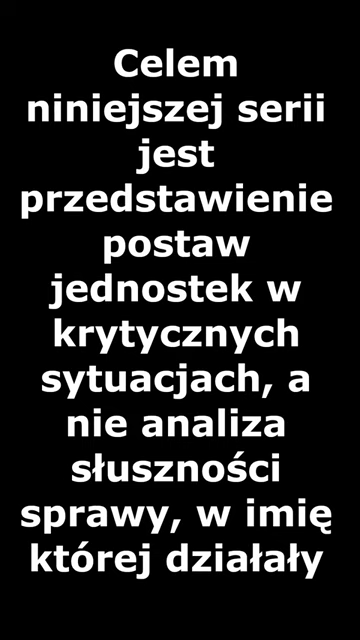 Celem
niniejszej serii
jest
przedstawienie
postaw
jednostek w
krytycznych
sytuacjach, a
nie analiza
słuszności
sprawy, w imię
której działały